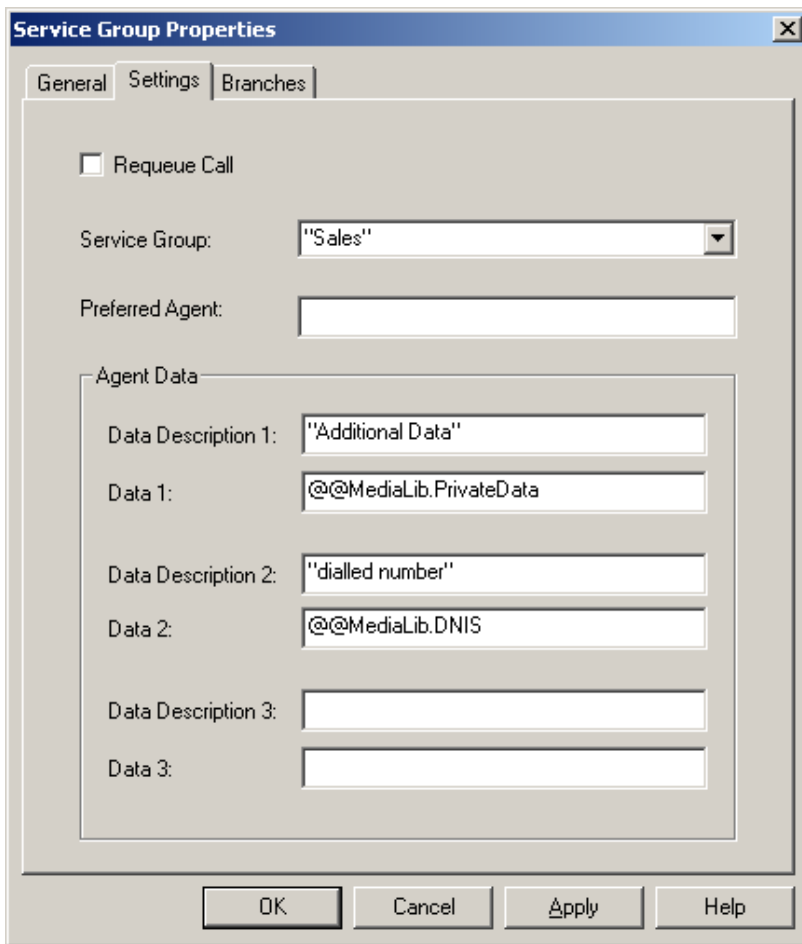 Service Group Properties
General Settings Branches
Requeue Call
Service Group: "Sales"
Preferred Agent:
Agent Data
Data Description 1: "Additional Data"
Data 1: @@MediaLib.PrivateData
Data Description 2: "dialled number"
Data 2: @@MediaLib.DNIS
Data Description 3:
Data 3:
OK Cancel Apply Help